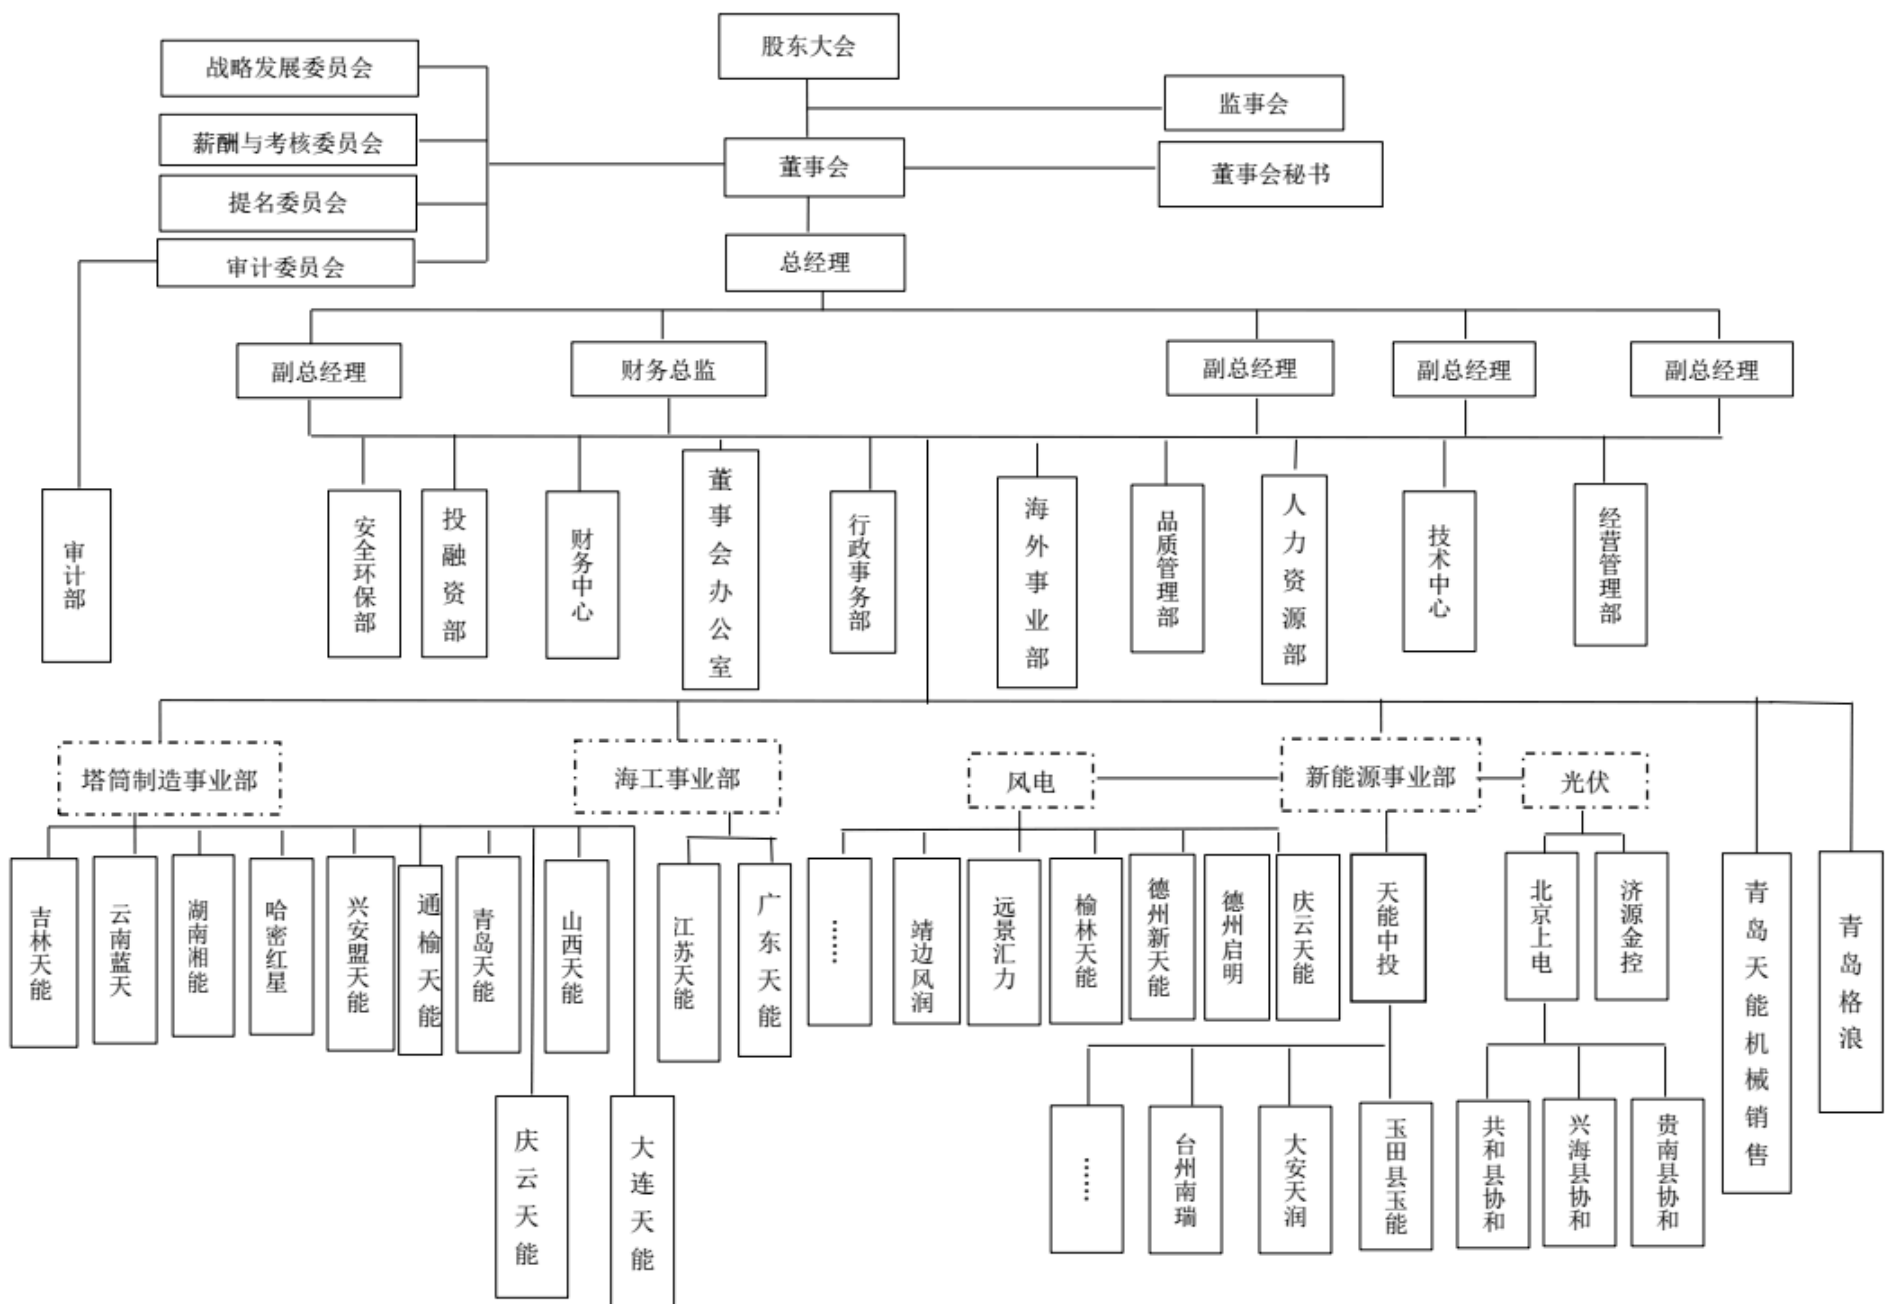 股东大会
战略发展委员会
监事会
薪酬与考核委员会
董事会
董事会秘书
提名委员会
审计委员会
总经理
副总经理
财务总监
副总经理
副总经理
副总经理
审计部
安全环保部
投融资部
财务中心
董事会办公室
行政事务部
海外事业部
品质管理部
人力资源部
技术中心
经营管理部
塔筒制造事业部
海工事业部
风电
新能源事业部
光伏
吉林天能
云南蓝天
湖南湘能
哈密红星
兴安盟天能
通榆天能
青岛天能
山西天能
江苏天能
广东天能
……
靖边风润
远景汇力
榆林天能
德州新天能
德州启明
庆云天能
天能中投
北京上电
济源金控
青岛天能机械销售
青岛格浪
庆云天能
大连天能
……
台州南瑞
大安天润
玉田县玉能
共和县协和
兴海县协和
贵南县协和